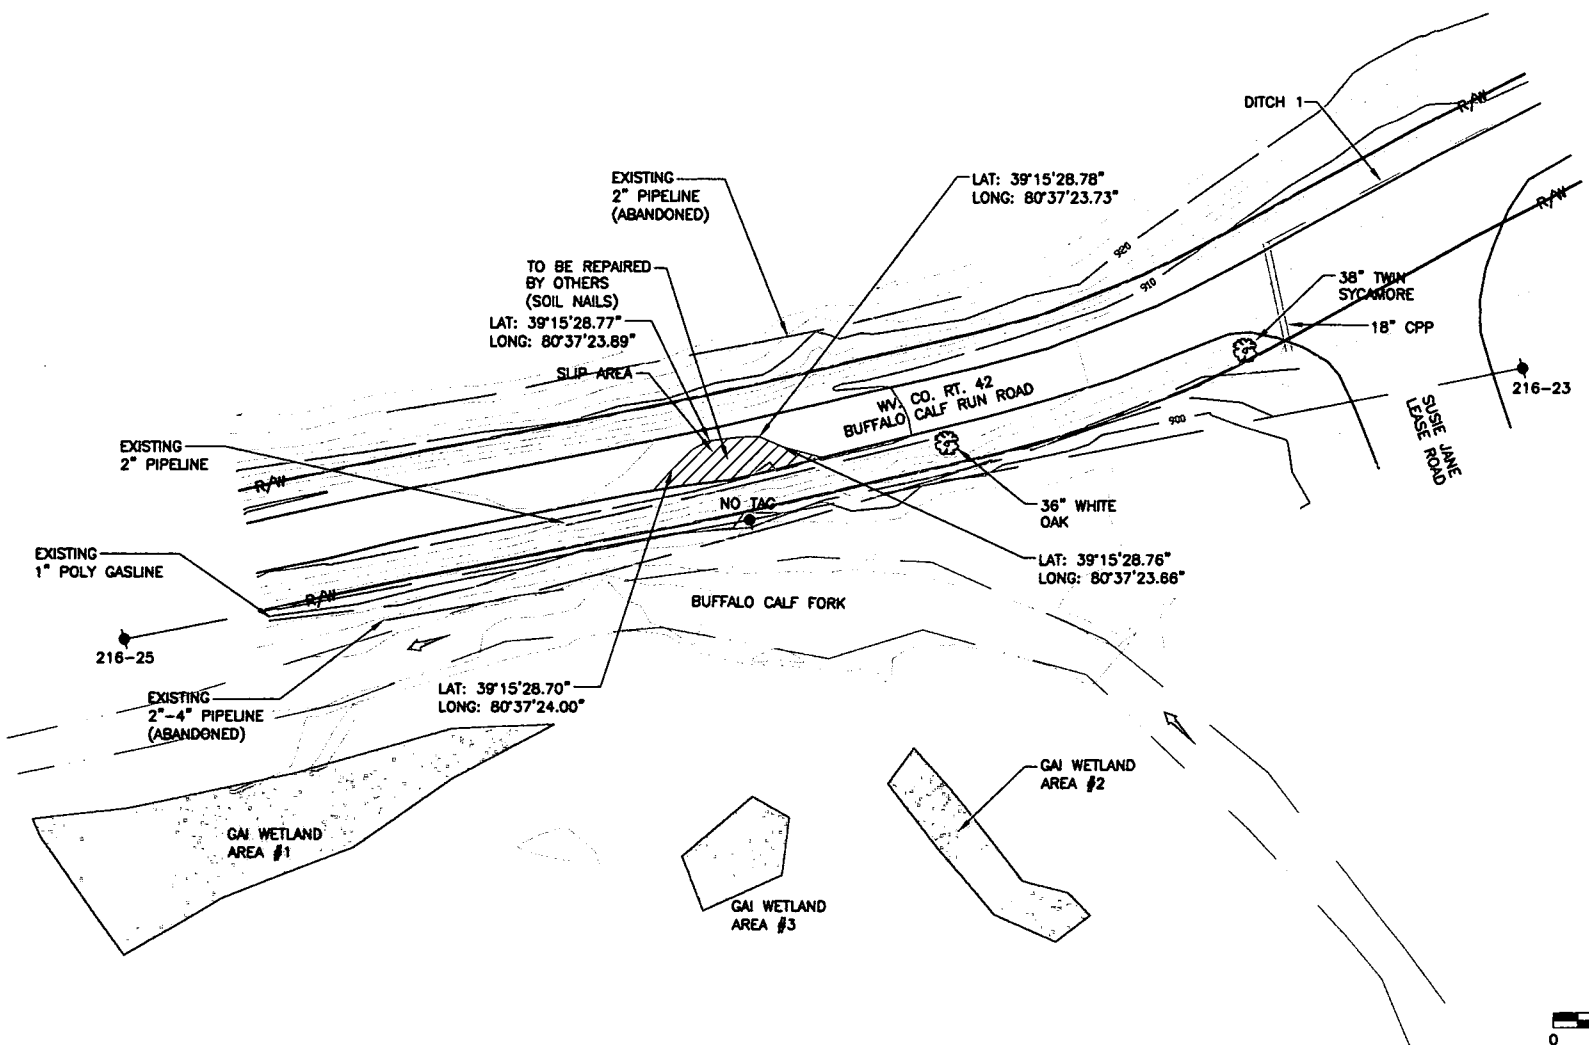 DITCH 1
R/W
EXISTING
2" PIPELINE
(ABANDONED)
LAT: 39°15'28.78"
LONG: 80°37'23.73"
R/W
920
TO BE REPAIRED
BY OTHERS
(SOIL NAILS)
LAT: 39°15'28.77"
LONG: 80°37'23.89"
910
38" TWIN
SYCAMORE
18" CPP
SLIP AREA
WV. CO. RT. 42
BUFFALO CALF RUN ROAD
216-23
SUSIE JANE
LEASE ROAD
900
EXISTING
2" PIPELINE
R/W
NO TAG
36" WHITE
OAK
EXISTING
1" POLY GASLINE
LAT: 39°15'28.76"
LONG: 80°37'23.66"
R/W
BUFFALO CALF FORK
216-25
EXISTING
2"-4" PIPELINE
(ABANDONED)
LAT: 39°15'28.70"
LONG: 80°37'24.00"
GAI WETLAND
AREA #2
GAI WETLAND
AREA #1
GAI WETLAND
AREA #3
0